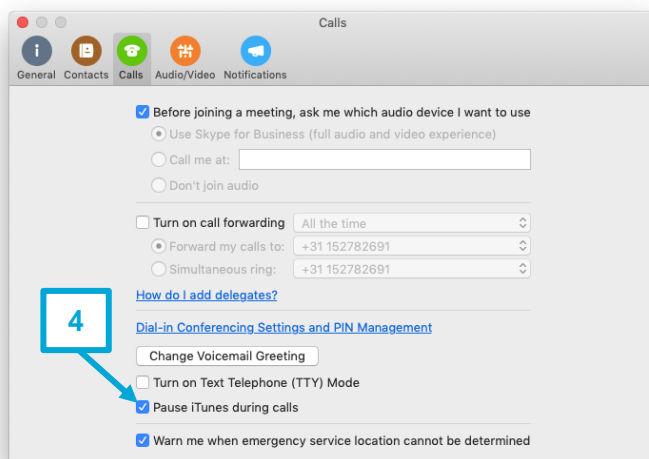 Calls
General Contacts Calls Audio/Video Notifications
Before joining a meeting, ask me which audio device I want to use
Use Skype for Business (full audio and video experience)
Call me at:
Don't join audio
Turn on call forwarding All the time
Forward my calls to: +31 152782691
Simultaneous ring: +31 152782691
How do I add delegates?
4
Dial-in Conferencing Settings and PIN Management
Change Voicemail Greeting
Turn on Text Telephone (TTY) Mode
Pause iTunes during calls
Warn me when emergency service location cannot be determined